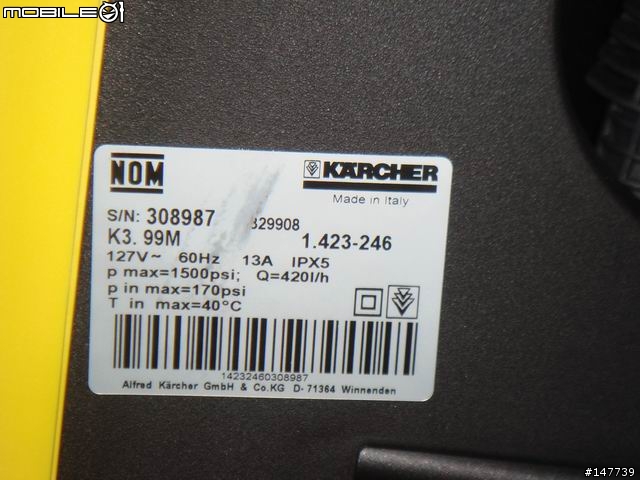 MOBILE01
NOM
KÄRCHER
Made in Italy
S/N: 308987 329908
K3. 99M 1.423-246
127V~ 60Hz 13A IPX5
p max=1500psi; Q=420l/h
p in max=170psi
T in max=40°C
14232460308987
Alfred Kärcher GmbH & Co.KG D- 71364 Winnenden
#147739